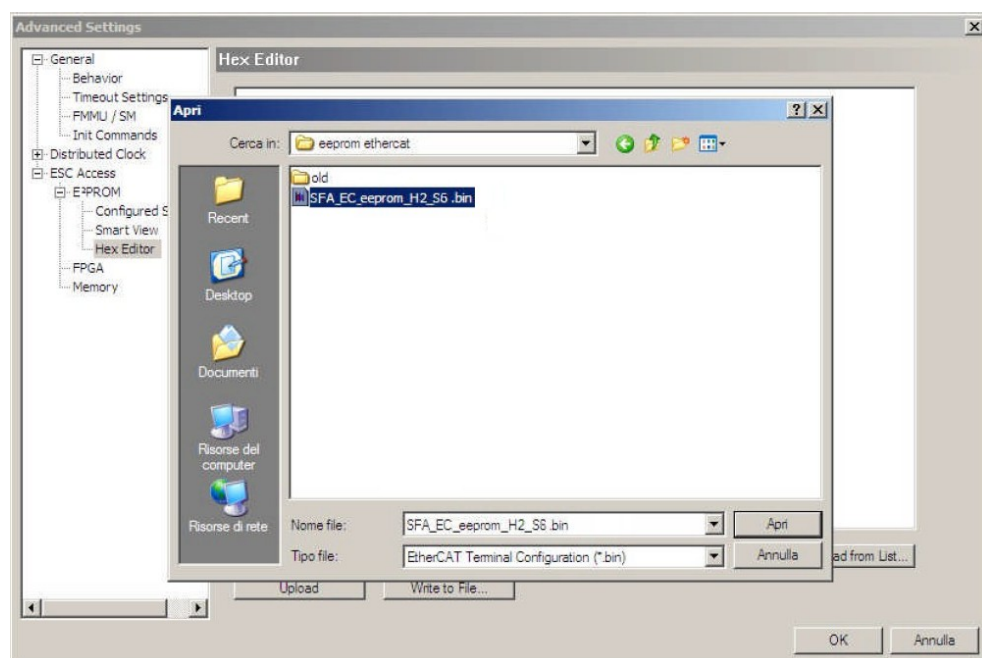 Advanced Settings
General
Behavior
Timeout Settings
FMMU / SM
Init Commands
Distributed Clock
ESC Access
E²PROM
Configured S
Smart View
Hex Editor
FPGA
Memory
Hex Editor
Apri
Cerca in:
eeprom ethercat
Recent
Desktop
Documenti
Risorse del
computer
Risorse di rete
old
SFA_EC_eeprom_H2_S6 .bin
Nome file:
SFA_EC_eeprom_H2_S6 .bin
Apri
Tipo file:
EtherCAT Terminal Configuration (*.bin)
Annulla
ad from List...
Upload
Write to File...
OK
Annulla